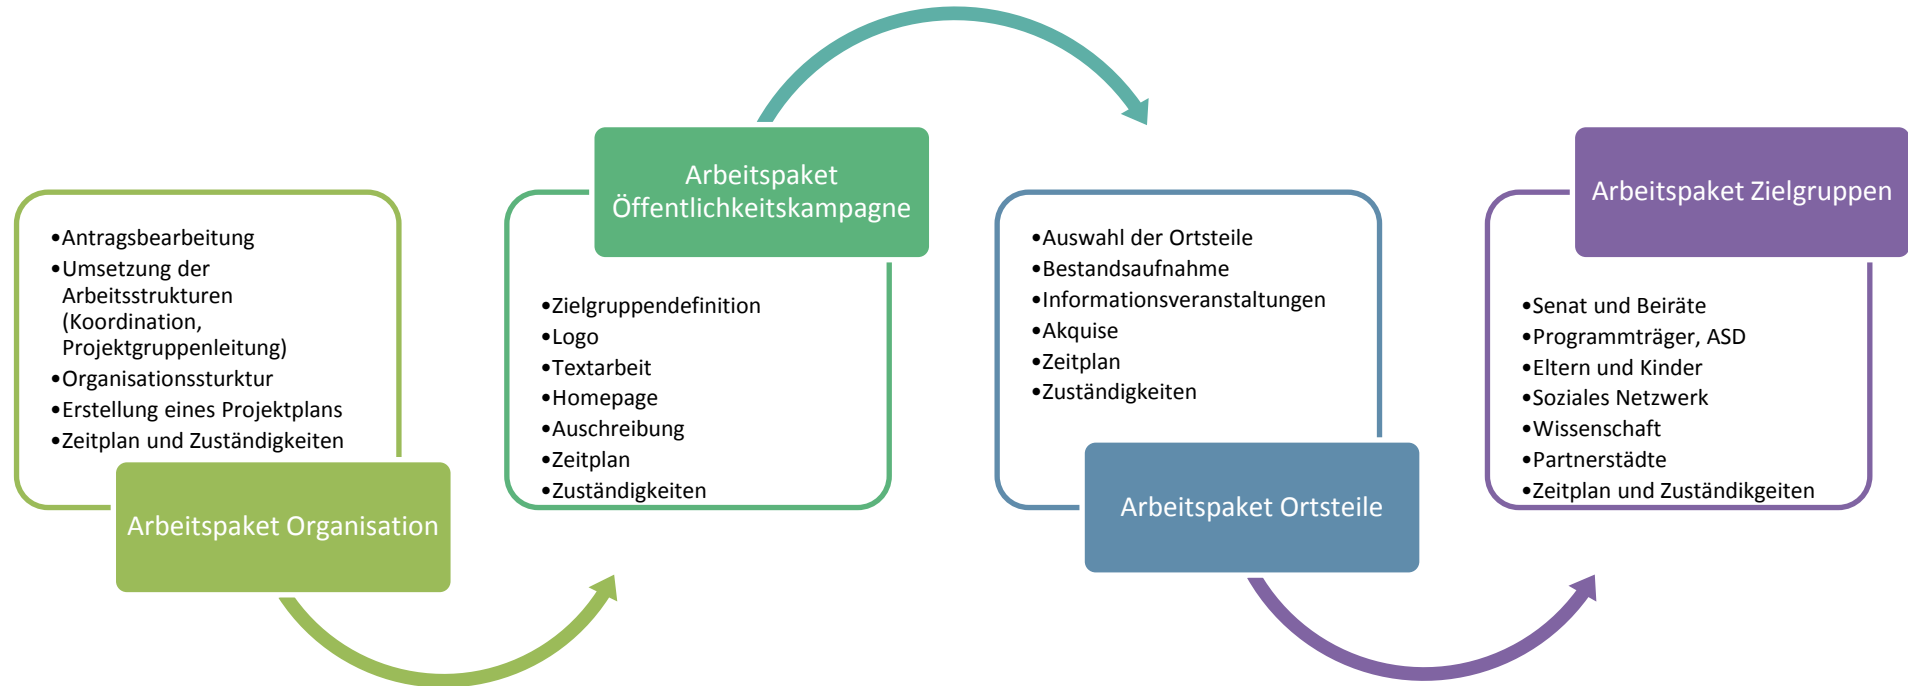 •Antragsbearbeitung
•Umsetzung der
Arbeitsstrukturen
(Koordination,
Projektgruppenleitung)
•Organisationssturktur
•Erstellung eines Projektplans
•Zeitplan und Zuständigkeiten
Arbeitspaket Organisation
Arbeitspaket
Öffentlichkeitskampagne
•Zielgruppendefinition
•Logo
•Textarbeit
•Homepage
•Auschreibung
•Zeitplan
•Zuständigkeiten
•Auswahl der Ortsteile
•Bestandsaufnahme
•Informationsveranstaltungen
•Akquise
•Zeitplan
•Zuständigkeiten
Arbeitspaket Ortsteile
Arbeitspaket Zielgruppen
•Senat und Beiräte
•Programmträger, ASD
•Eltern und Kinder
•Soziales Netzwerk
•Wissenschaft
•Partnerstädte
•Zeitplan und Zuständikgeiten